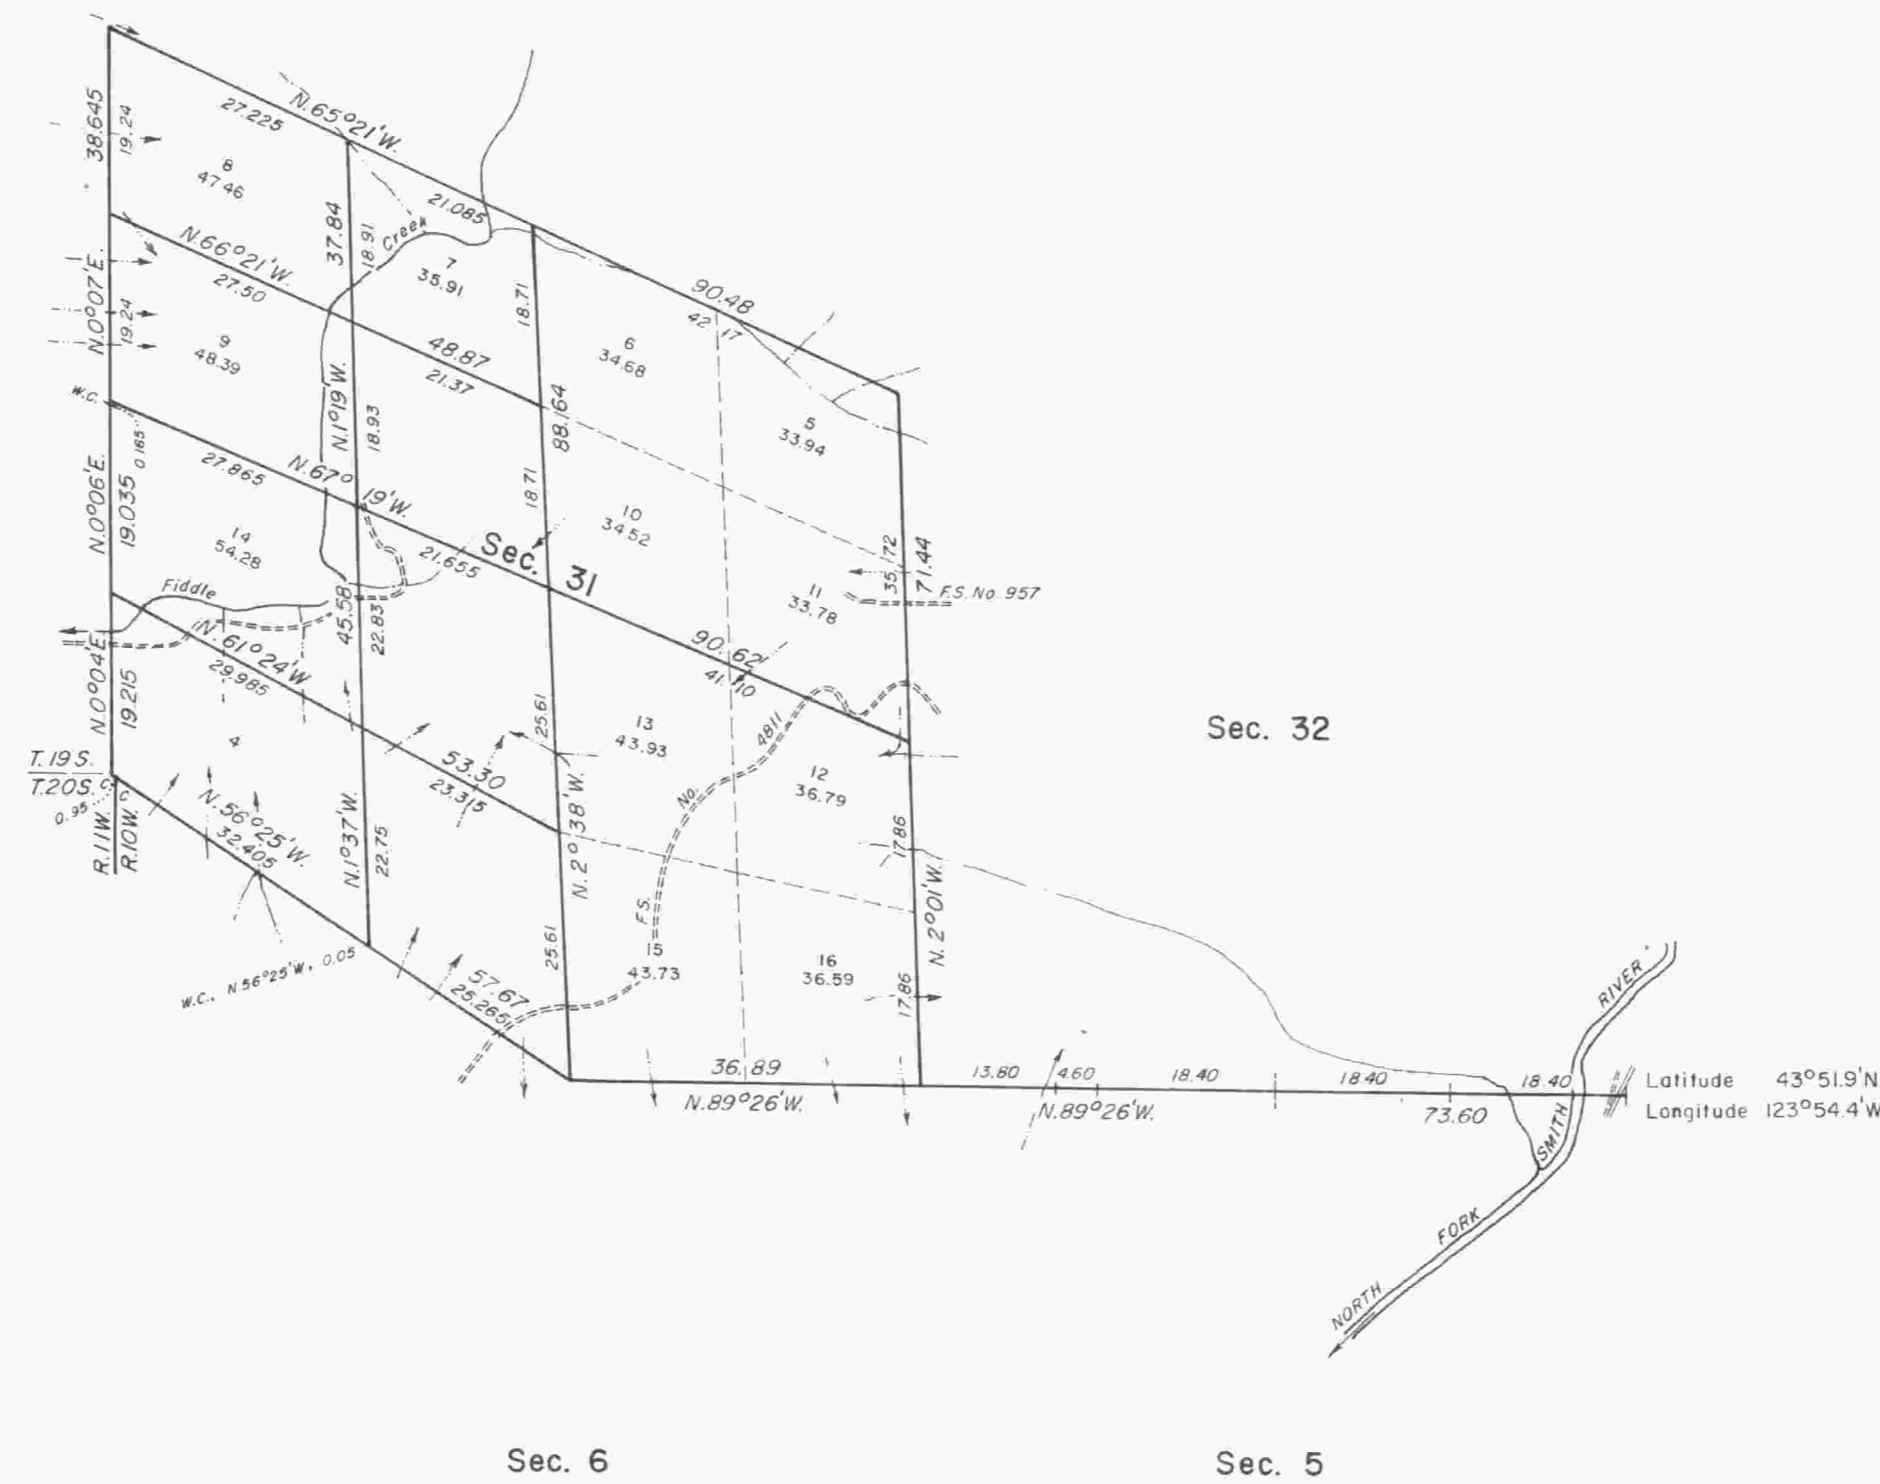 N.65°21'W.
27.225
38.645
19.24
8
47.46
21.085
Creek
37.84
18.91
7
35.91
N.66°21'W.
27.50
N.0°07'E.
19.24
9
48.39
48.87
21.37
18.71
90.48
42.17
6
34.68
5
33.94
W.C.
0.185
N.1°19'W.
18.93
88.164
18.71
N.67° 19'W.
27.865
21.655
N.0°06'E.
19.035
14
54.28
10
34.52
Sec. 31
11
33.78
35.72
71.44
F.S. No. 957
Fiddle
45.58
22.83
90.62
41.10
N.61°24'W
29.985
N.0°04'E.
19.215
4
25.61
13
43.93
4811
No.
F.S.
12
36.79
Sec. 32
53.30
23.315
T.19 S.
T.20 S.
C.C.
0.95
R.11W.
R.10W.
N.56°25'W.
32.405
N.1°37'W.
22.75
N.2°38'W.
17.86
N.2°01'W.
25.61
W.C., N.56°25'W, 0.05
57.67
25.265
15
43.73
16
36.59
17.86
36.89
N.89°26'W.
13.80
4.60
18.40
18.40
18.40
N.89°26'W.
73.60
Latitude 43°51.9'N
Longitude 123°54.4'W
NORTH FORK SMITH RIVER
Sec. 6
Sec. 5